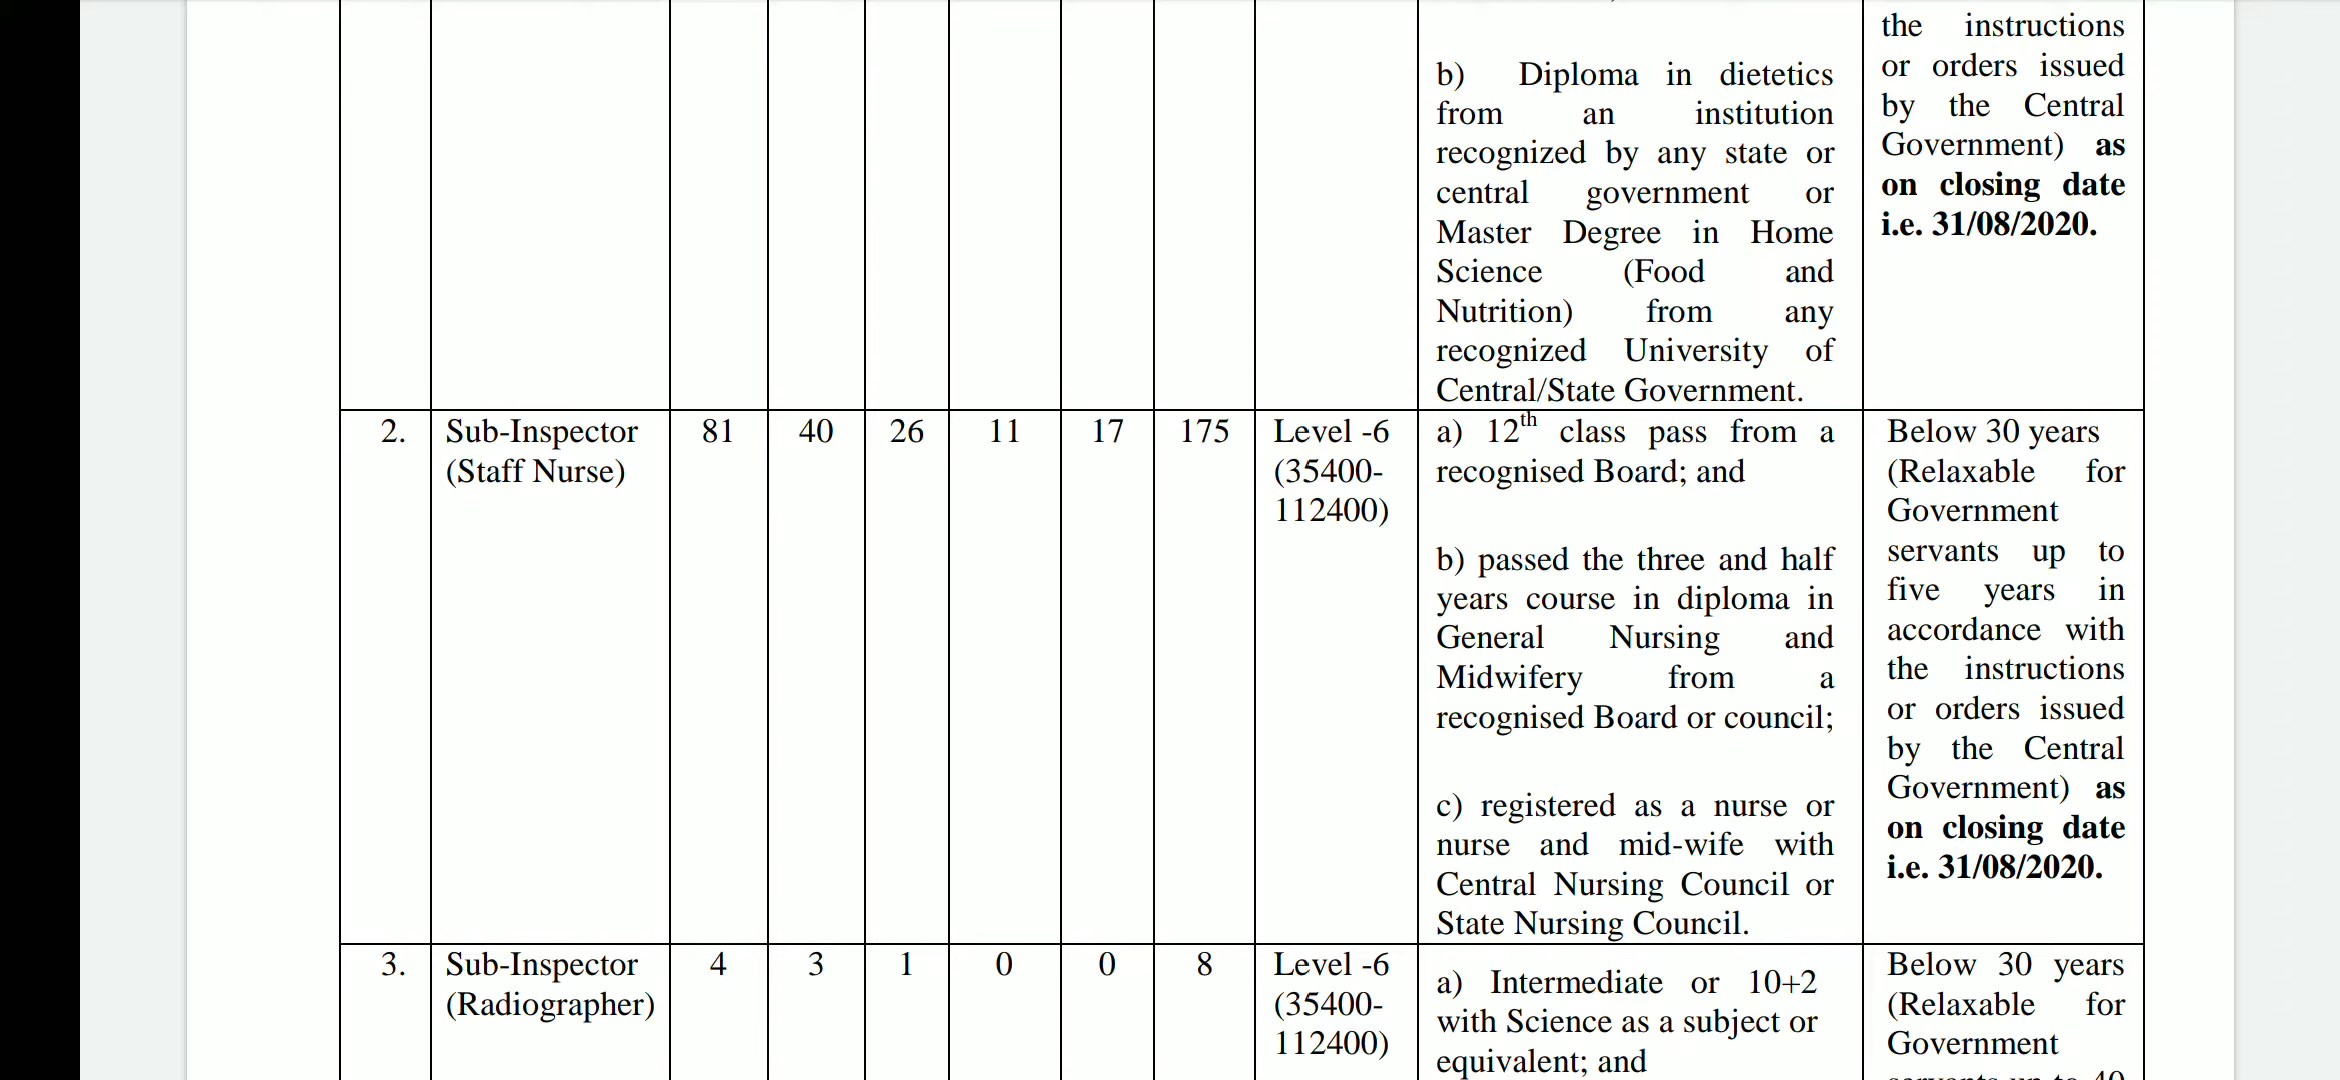 b) Diploma in dietetics
from an institution
recognized by any state or
central government or
Master Degree in Home
Science (Food and
Nutrition) from any
recognized University of
Central/State Government.
the instructions
or orders issued
by the Central
Government) as
on closing date
i.e. 31/08/2020.
2.
Sub-Inspector
(Staff Nurse)
81
40
26
11
17
175
Level -6
(35400-
112400)
a) 12th class pass from a
recognised Board; and
b) passed the three and half
years course in diploma in
General Nursing and
Midwifery from a
recognised Board or council;
c) registered as a nurse or
nurse and mid-wife with
Central Nursing Council or
State Nursing Council.
Below 30 years
(Relaxable for
Government
servants up to
five years in
accordance with
the instructions
or orders issued
by the Central
Government) as
on closing date
i.e. 31/08/2020.
3.
Sub-Inspector
(Radiographer)
4
3
1
0
0
8
Level -6
(35400-
112400)
a) Intermediate or 10+2
with Science as a subject or
equivalent; and
Below 30 years
(Relaxable for
Government
servants up to 40